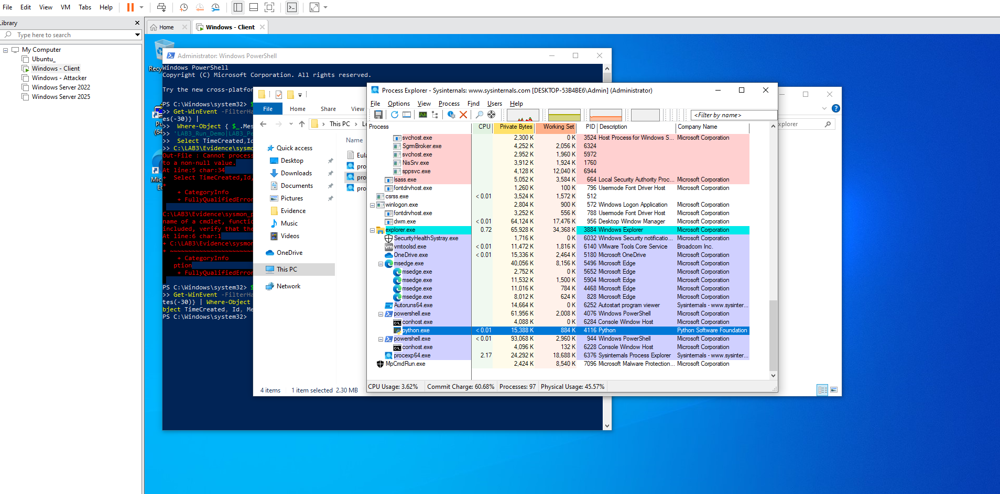 File Edit View VM Tabs Help
Library
Type here to search
My Computer
Ubuntu_
Windows - Client
Windows - Attacker
Windows Server 2022
Windows Server 2025
Home
Windows - Client
Administrator: Windows PowerShell
Windows PowerShell
Copyright (C) Microsoft Corporation. All rights reserved.
Try the new cross-platfor
PS C:\Windows\system32> $
>> Get-WinEvent -FilterHa
es(-30)} |
>>  Where-Object { $_.Mes
>> 'LAB3_Run_Demo|LAB3_Pe
>>  Select TimeCreated,Id
>> C:\LAB3\Evidence\sysmo
Out-File : Cannot process
to a non-null value.
At line:5 char:34
+  Select TimeCreated,Id,
+
+ CategoryInfo
+ FullyQualifiedError
C:\LAB3\Evidence\sysmon_p
name of a cmdlet, functio
included, verify that the
At line:6 char:1
+ C:\LAB3\Evidence\sysmon
+ ~~~~~~~~~~~~~~~~~~~~~~~
+ CategoryInfo
ption
+ FullyQualifiedError
PS C:\Windows\system32> $
>> Get-WinEvent -FilterHa
tes(-30)} | Where-Object
bject TimeCreated, Id, Me
PS C:\Windows\system32>
File Home Share View
This PC
xplorer
Name
Quick access
Desktop
Downloads
Documents
Pictures
Evidence
Music
Videos
OneDrive
This PC
Network
Eula
pro
pro
pro
4 items 1 item selected 2.30 MB
Process Explorer - Sysinternals: www.sysinternals.com [DESKTOP-53B4BE6\Admin] (Administrator)
File Options View Process Find Users Help
<Filter by name>
Process CPU Private Bytes Working Set PID Description Company Name
svchost.exe 2,300 K 0 K 3524 Host Process for Windows S... Microsoft Corporation
SgrmBroker.exe 4,252 K 2,056 K 6324
svchost.exe 2,952 K 1,960 K 5972
NisSrv.exe 3,912 K 1,924 K 1760
sppsvc.exe 4,128 K 12,040 K 6944
lsass.exe 5,052 K 3,584 K 664 Local Security Authority Proc... Microsoft Corporation
fontdrvhost.exe 1,260 K 100 K 796 Usermode Font Driver Host Microsoft Corporation
csrss.exe < 0.01 3,524 K 1,572 K 512
winlogon.exe 2,804 K 900 K 572 Windows Logon Application Microsoft Corporation
fontdrvhost.exe 3,252 K 556 K 788 Usermode Font Driver Host Microsoft Corporation
dwm.exe < 0.01 64,124 K 17,476 K 956 Desktop Window Manager Microsoft Corporation
explorer.exe 0.72 65,928 K 34,368 K 3884 Windows Explorer Microsoft Corporation
SecurityHealthSystray.exe 1,716 K 0 K 6032 Windows Security notificatio... Microsoft Corporation
vmtoolsd.exe < 0.01 11,472 K 1,816 K 6140 VMware Tools Core Service Broadcom Inc.
OneDrive.exe < 0.01 15,336 K 2,464 K 5180 Microsoft OneDrive Microsoft Corporation
msedge.exe 40,056 K 8,156 K 5496 Microsoft Edge Microsoft Corporation
msedge.exe 2,752 K 0 K 5652 Microsoft Edge Microsoft Corporation
msedge.exe 11,532 K 1,500 K 5904 Microsoft Edge Microsoft Corporation
msedge.exe 11,016 K 784 K 4468 Microsoft Edge Microsoft Corporation
msedge.exe 8,012 K 624 K 828 Microsoft Edge Microsoft Corporation
Autoruns64.exe 14,664 K 0 K 6252 Autostart program viewer Sysinternals - www.sysinter...
powershell.exe 61,956 K 2,008 K 4076 Windows PowerShell Microsoft Corporation
conhost.exe 4,088 K 0 K 6284 Console Window Host Microsoft Corporation
python.exe < 0.01 15,388 K 884 K 4116 Python Python Software Foundation
powershell.exe < 0.01 93,068 K 2,960 K 944 Windows PowerShell Microsoft Corporation
conhost.exe 4,096 K 132 K 6228 Console Window Host Microsoft Corporation
procexp64.exe 2.17 24,292 K 18,688 K 6376 Sysinternals Process Explorer Sysinternals - www.sysinter...
MpCmdRun.exe 2,424 K 8,540 K 7096 Microsoft Malware Protection... Microsoft Corporation
CPU Usage: 3.62% Commit Charge: 60.68% Processes: 97 Physical Usage: 45.57%